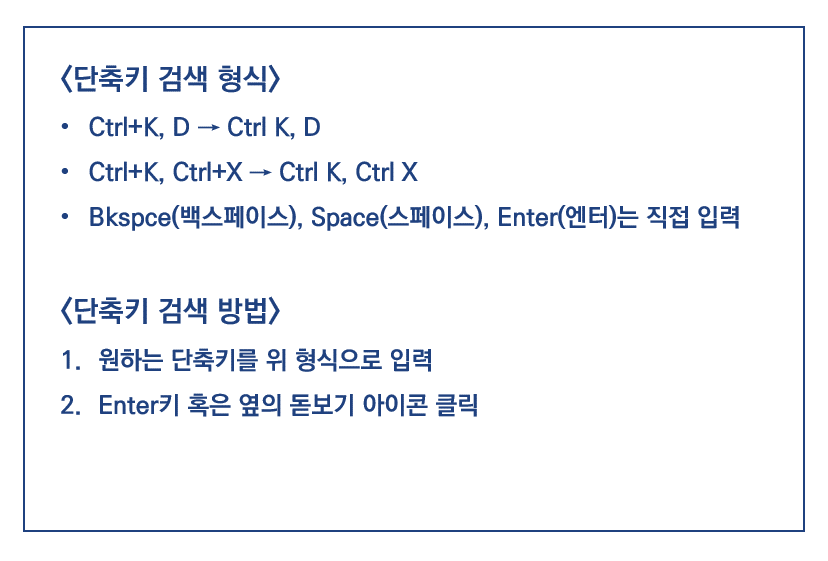 <단축키 검색 형식>
• Ctrl+K, D → Ctrl K, D
• Ctrl+K, Ctrl+X → Ctrl K, Ctrl X
• Bkspce(백스페이스), Space(스페이스), Enter(엔터)는 직접 입력
<단축키 검색 방법>
1. 원하는 단축키를 위 형식으로 입력
2. Enter키 혹은 옆의 돋보기 아이콘 클릭